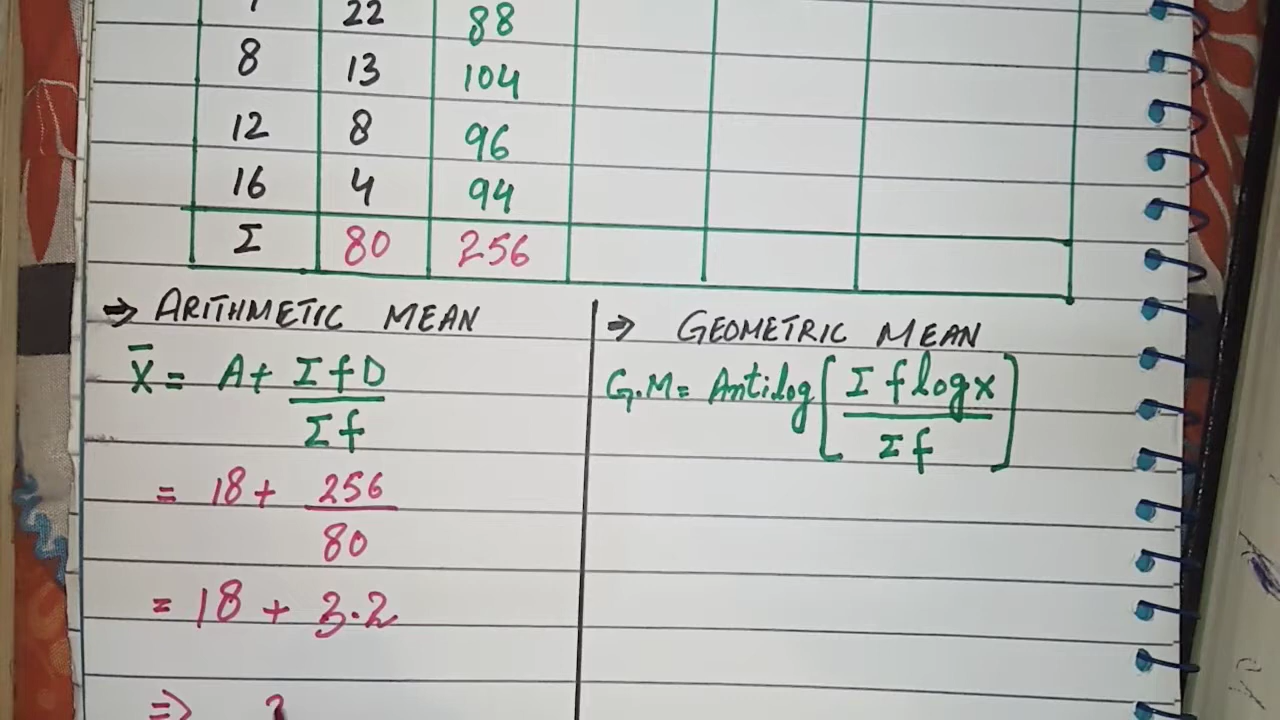 22 88
8 13 104
12 8 96
16 4 94
Σ 80 256
⇒ ARITHMETIC MEAN
X̄ = A + ΣfD / Σf
= 18 + 256 / 80
= 18 + 3.2
⇒
⇒ GEOMETRIC MEAN
G.M = Antilog [Σ f log x / Σf]